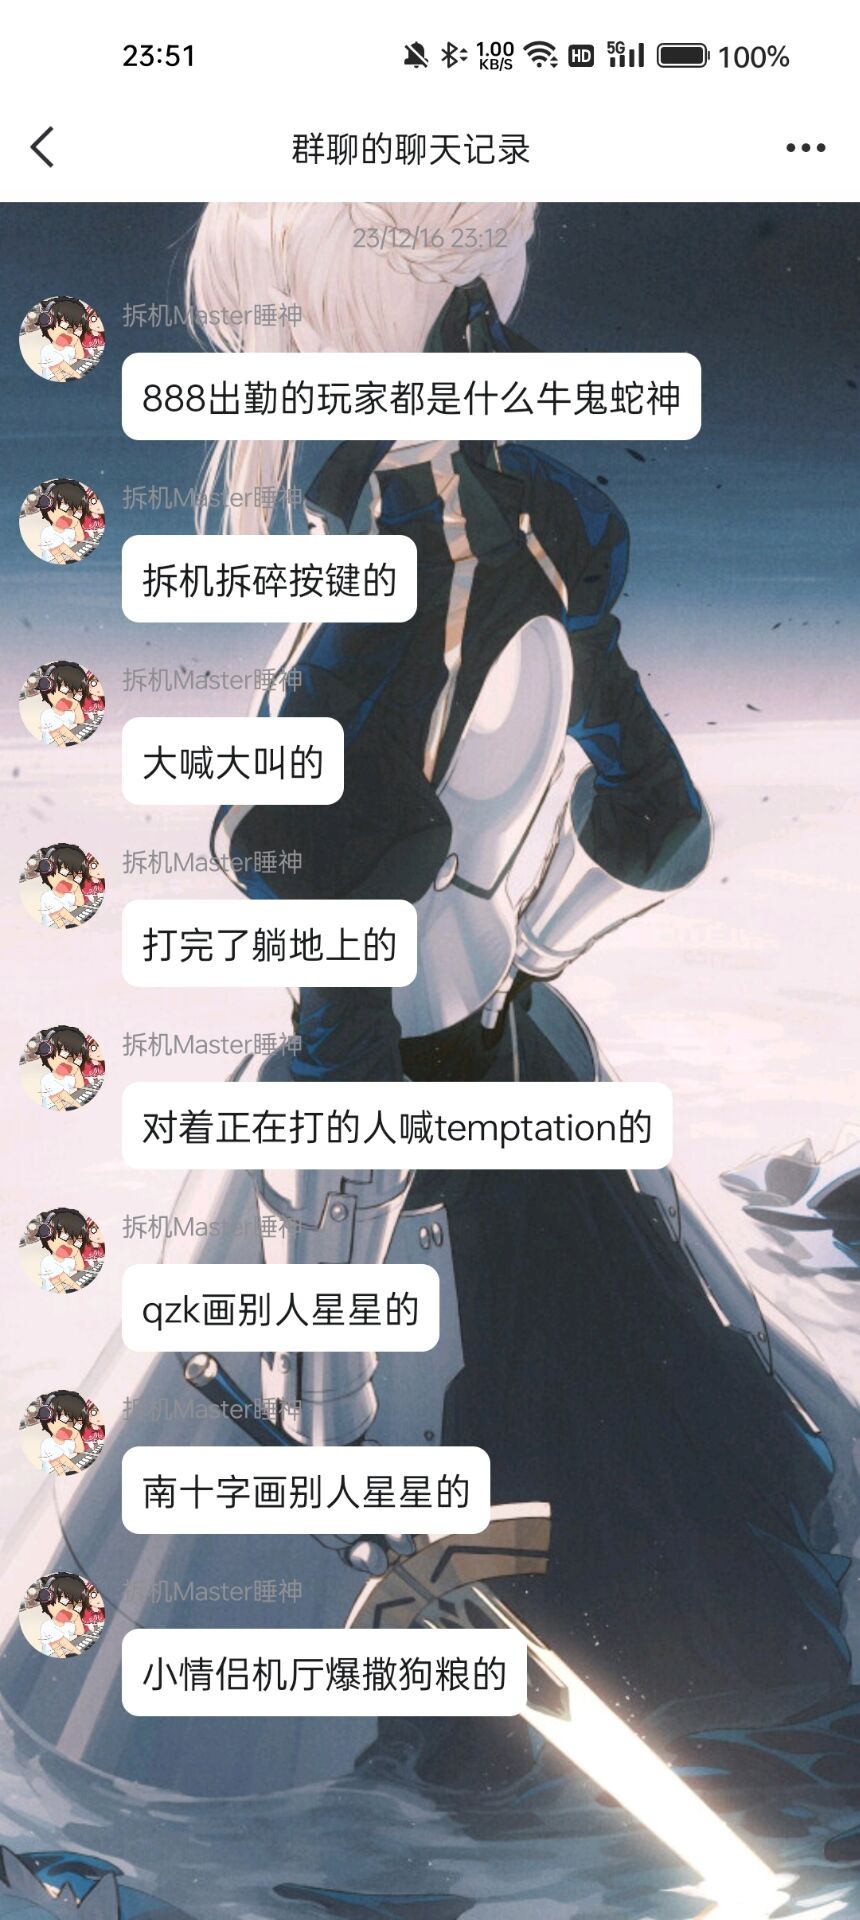 23:51
1.00 KB/S HD 5G 100%
群聊的聊天记录
23/12/16 23:12
拆机Master睡神
888出勤的玩家都是什么牛鬼蛇神
拆机Master睡神
拆机拆碎按键的
拆机Master睡神
大喊大叫的
拆机Master睡神
打完了躺地上的
拆机Master睡神
对着正在打的人喊temptation的
拆机Master睡神
qzk画别人星星的
拆机Master睡神
南十字画别人星星的
拆机Master睡神
小情侣机厅爆撒狗粮的